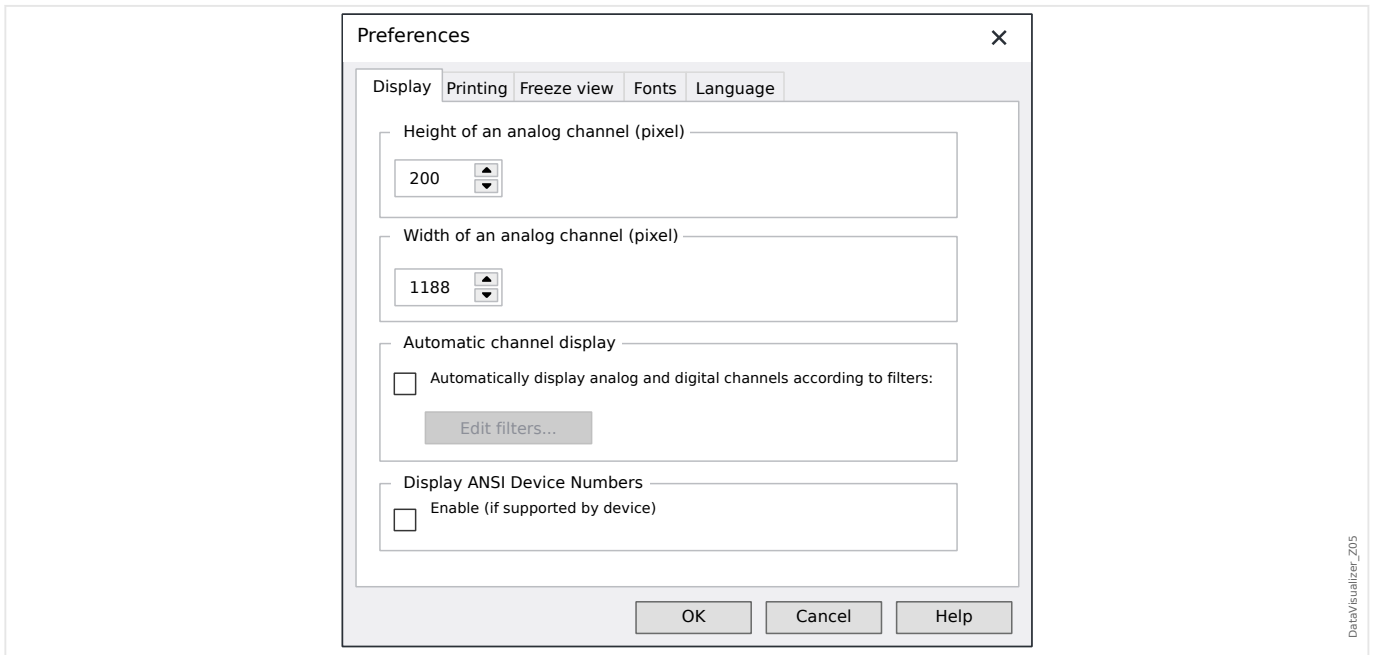 Preferences
Display Printing Freeze view Fonts Language
Height of an analog channel (pixel)
200
Width of an analog channel (pixel)
1188
Automatic channel display
Automatically display analog and digital channels according to filters:
Edit filters...
Display ANSI Device Numbers
Enable (if supported by device)
OK Cancel Help
DataVisualizer_Z05